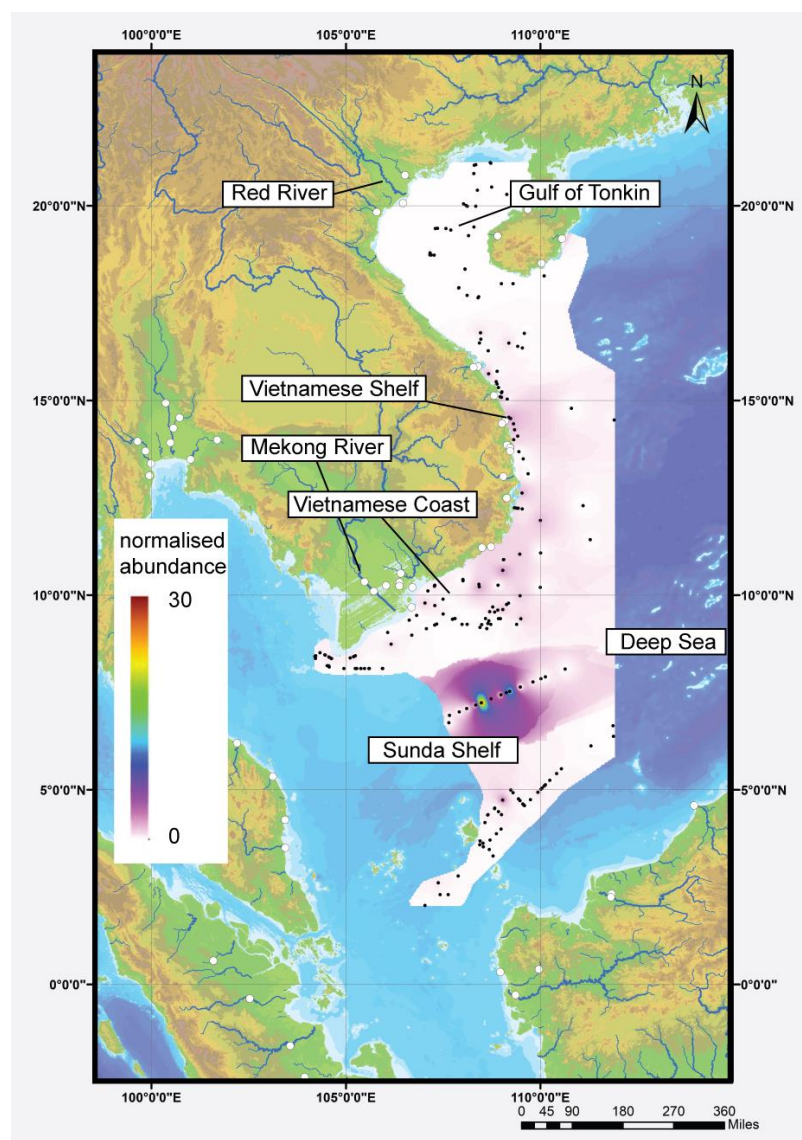 100°0'0"E 105°0'0"E 110°0'0"E
N
Red River
Gulf of Tonkin
20°0'0"N
20°0'0"N
Vietnamese Shelf
15°0'0"N
15°0'0"N
Mekong River
Vietnamese Coast
normalised
abundance
30
0
10°0'0"N
10°0'0"N
Deep Sea
Sunda Shelf
5°0'0"N
5°0'0"N
0°0'0"
0°0'0"
100°0'0"E 105°0'0"E 110°0'0"E
0 45 90 180 270 360
Miles